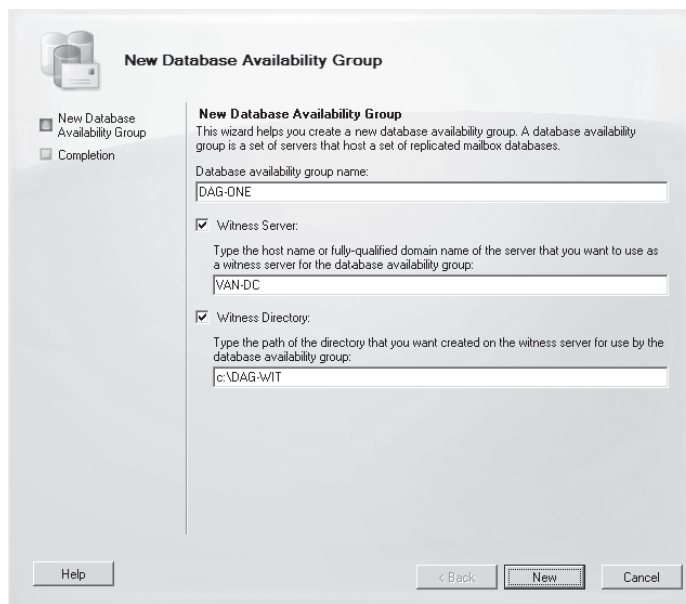 New Database Availability Group
New Database
Availability Group
Completion
New Database Availability Group
This wizard helps you create a new database availability group. A database availability
group is a set of servers that host a set of replicated mailbox databases.
Database availability group name:
DAG-ONE
Witness Server:
Type the host name or fully-qualified domain name of the server that you want to use as
a witness server for the database availability group:
VAN-DC
Witness Directory:
Type the path of the directory that you want created on the witness server for use by the
database availability group:
c:\DAG-WIT
Help
< Back
New
Cancel